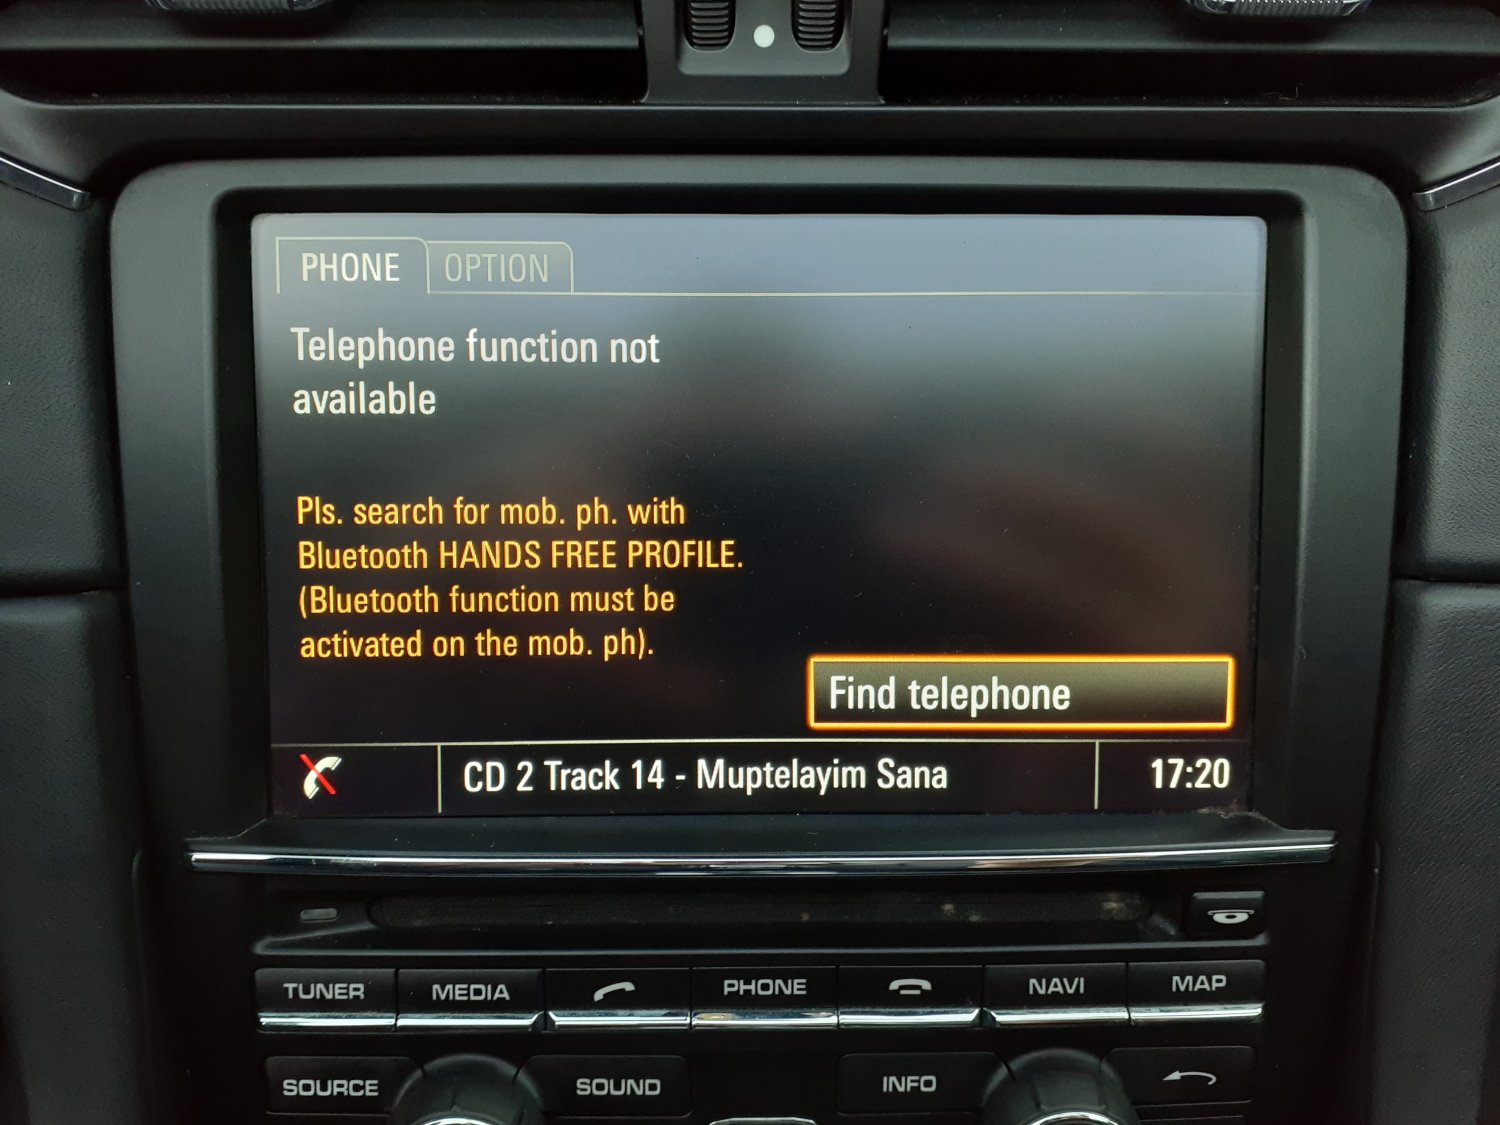 PHONE OPTION
Telephone function not
available
Pls. search for mob. ph. with
Bluetooth HANDS FREE PROFILE.
(Bluetooth function must be
activated on the mob. ph).
Find telephone
CD 2 Track 14 - Muptelayim Sana 17:20
TUNER MEDIA PHONE NAVI MAP
SOURCE SOUND INFO